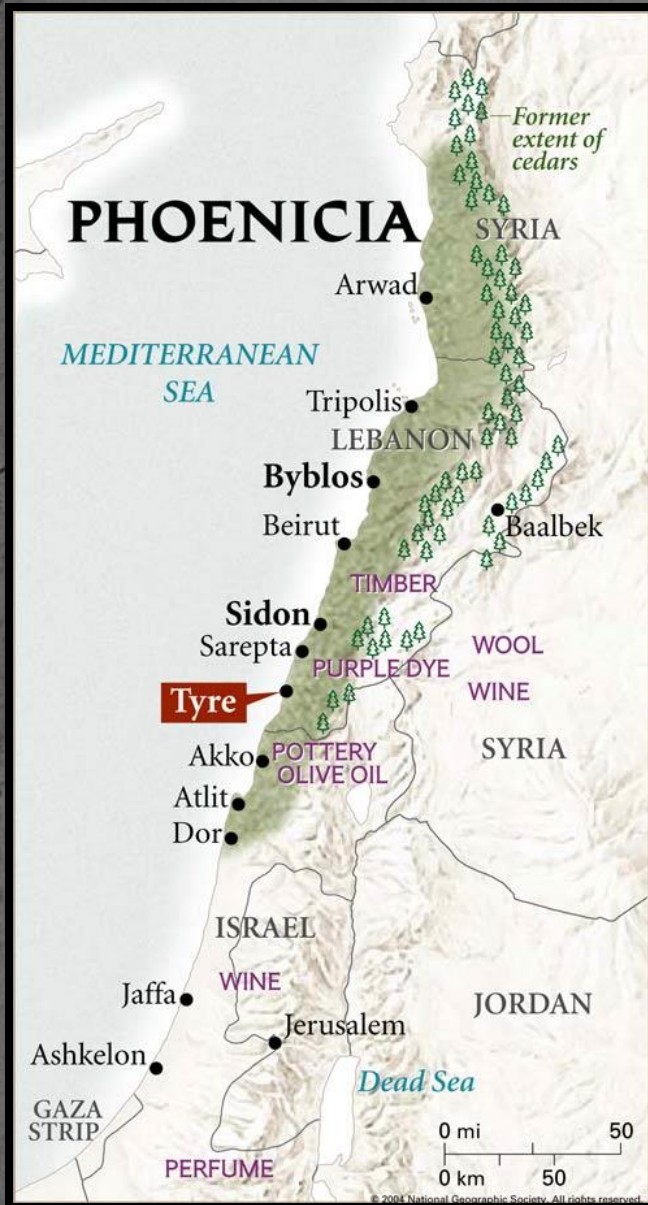 Former
extent of
cedars
PHOENICIA
SYRIA
Arwad
MEDITERRANEAN
SEA
Tripolis
LEBANON
Byblos
Baalbek
Beirut
TIMBER
Sidon
Sarepta
WOOL
PURPLE DYE
WINE
Tyre
SYRIA
Akko
POTTERY
OLIVE OIL
Atlit
Dor
ISRAEL
WINE
Jaffa
JORDAN
Jerusalem
Ashkelon
Dead Sea
GAZA
STRIP
0 mi 50
PERFUME
0 km 50
© 2004 National Geographic Society. All rights reserved.